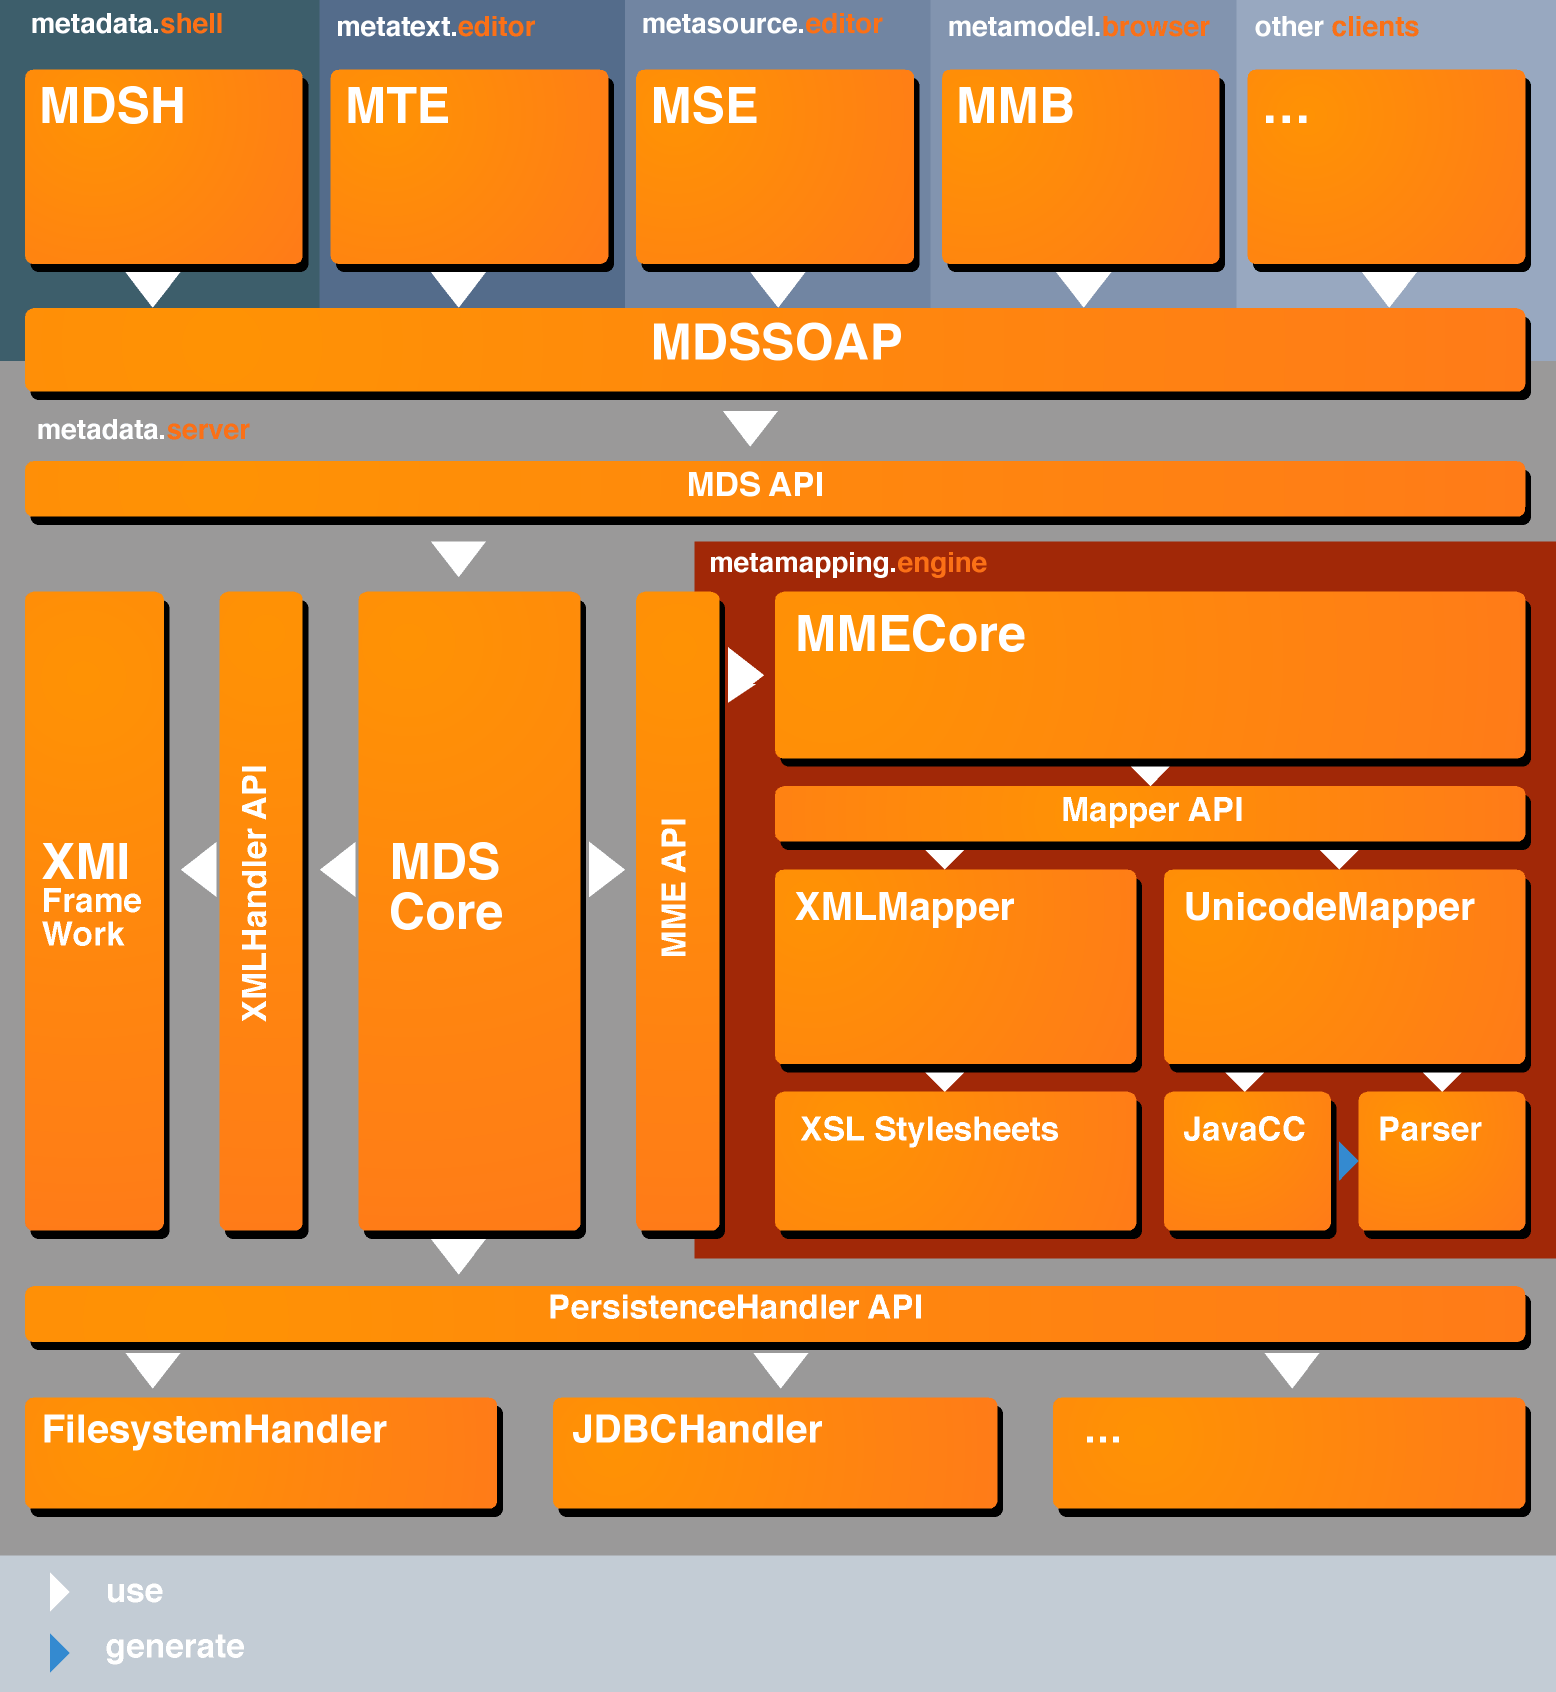 metadata.shell
metatext.editor
metasource.editor
metamodel.browser
other clients
MDSH
MTE
MSE
MMB
...
MDSSOAP
metadata.server
MDS API
metamapping.engine
MMECore
Mapper API
XMI
Frame
Work
XMLHandler API
MDS
Core
MME API
XMLMapper
UnicodeMapper
XSL Stylesheets
JavaCC
Parser
PersistenceHandler API
FilesystemHandler
JDBCHandler
...
use
generate